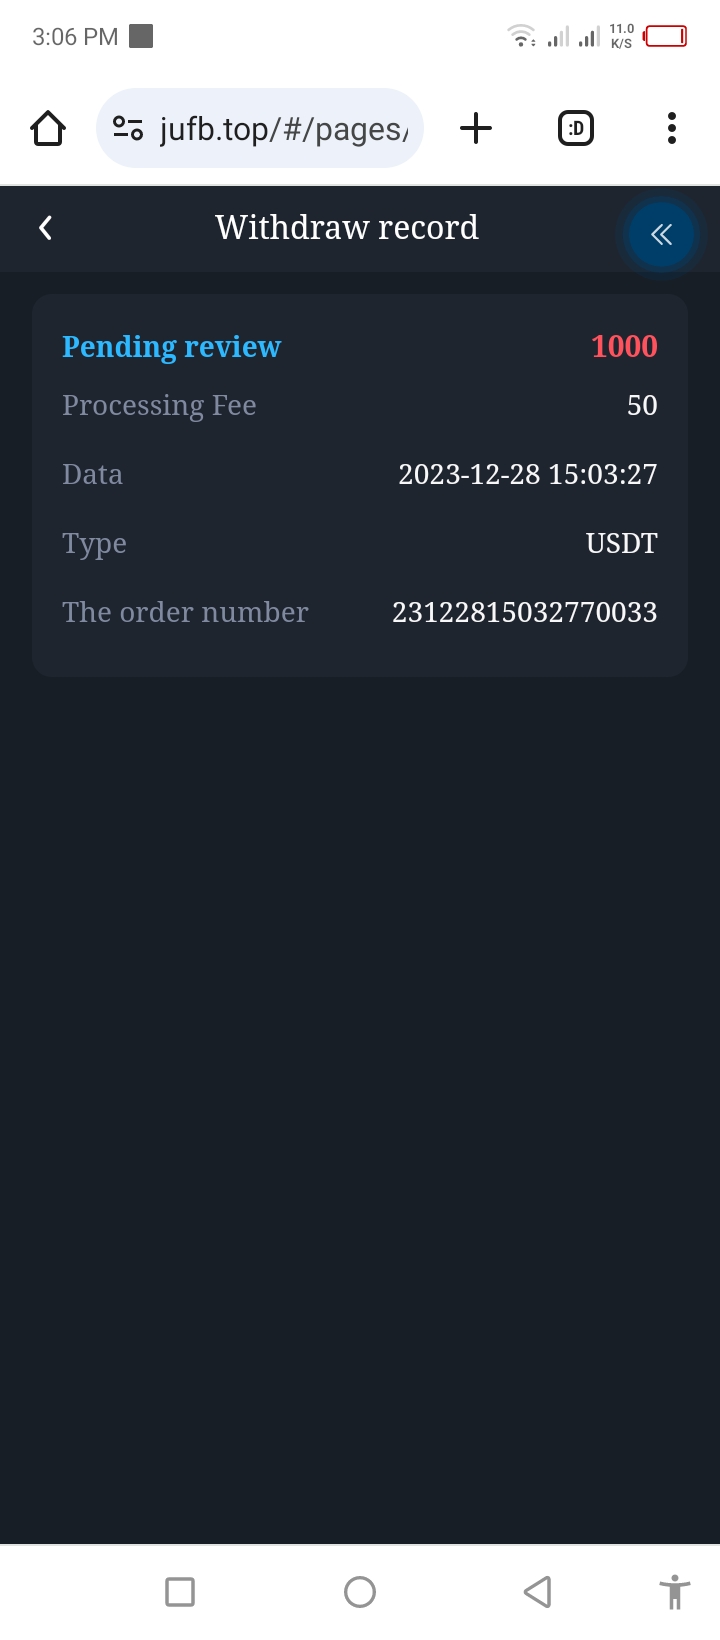 3:06 PM
11.0
K/S
jufb.top/#/pages/
:D
Withdraw record
Pending review 1000
Processing Fee 50
Data 2023-12-28 15:03:27
Type USDT
The order number 23122815032770033